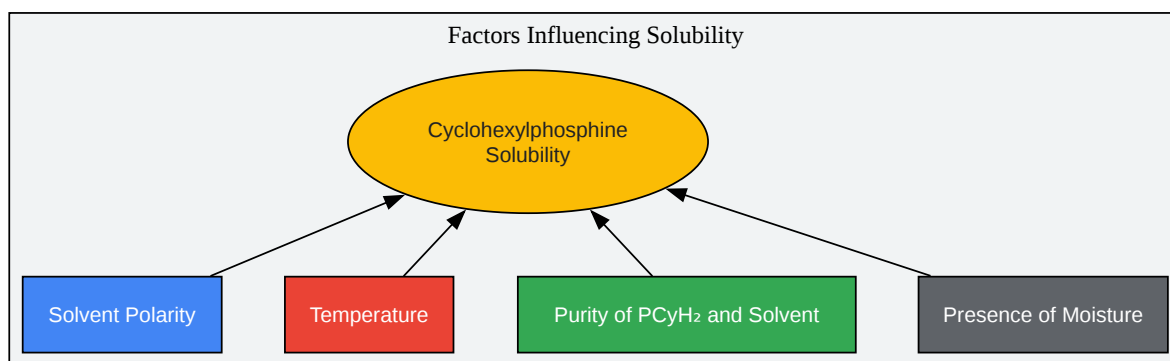 Factors Influencing Solubility
Cyclohexylphosphine
Solubility
Solvent Polarity
Temperature
Purity of PCyH₂ and Solvent
Presence of Moisture